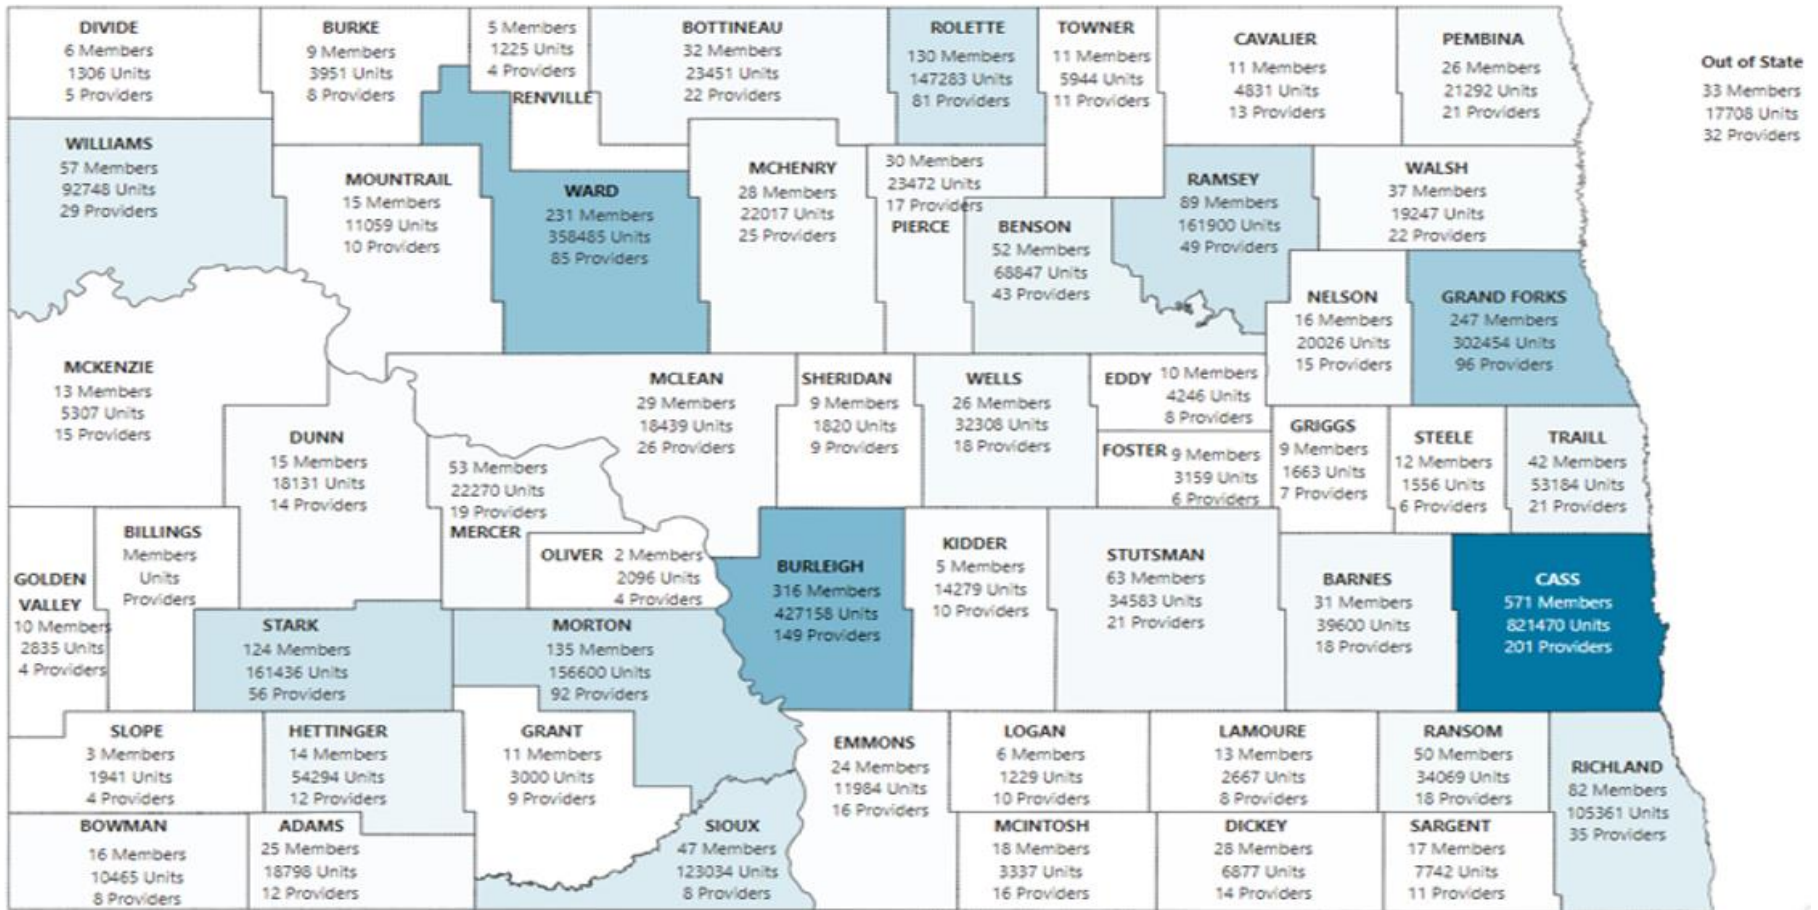 DIVIDE
6 Members
1306 Units
5 Providers
BURKE
9 Members
3951 Units
8 Providers
5 Members
1225 Units
4 Providers
RENVILLE
BOTTINEAU
32 Members
23451 Units
22 Providers
ROLETTE
130 Members
147283 Units
81 Providers
TOWNER
11 Members
5944 Units
11 Providers
CAVALIER
11 Members
4831 Units
13 Providers
PEMBINA
26 Members
21292 Units
21 Providers
Out of State
33 Members
17708 Units
32 Providers
WILLIAMS
57 Members
92748 Units
29 Providers
MOUNTRAIL
15 Members
11059 Units
10 Providers
WARD
231 Members
358485 Units
85 Providers
MCHENRY
28 Members
22017 Units
25 Providers
30 Members
23472 Units
17 Providers
PIERCE
BENSON
52 Members
68847 Units
43 Providers
RAMSEY
89 Members
161900 Units
49 Providers
WALSH
37 Members
19247 Units
22 Providers
NELSON
16 Members
20026 Units
15 Providers
GRAND FORKS
247 Members
302454 Units
96 Providers
MCKENZIE
13 Members
5307 Units
15 Providers
DUNN
15 Members
18131 Units
14 Providers
53 Members
22270 Units
19 Providers
MERCER
MCLEAN
29 Members
18439 Units
26 Providers
SHERIDAN
9 Members
1820 Units
9 Providers
WELLS
26 Members
32308 Units
18 Providers
EDDY 10 Members
4246 Units
8 Providers
FOSTER 9 Members
3159 Units
6 Providers
GRIGGS
9 Members
1663 Units
7 Providers
STEELE
12 Members
1556 Units
6 Providers
TRAILL
42 Members
53184 Units
21 Providers
GOLDEN
VALLEY
10 Members
2835 Units
4 Providers
BILLINGS
Members
Units
Providers
OLIVER 2 Members
2096 Units
4 Providers
BURLEIGH
316 Members
427158 Units
149 Providers
KIDDER
5 Members
14279 Units
10 Providers
STUTSMAN
63 Members
34583 Units
21 Providers
BARNES
31 Members
39600 Units
18 Providers
CASS
571 Members
821470 Units
201 Providers
STARK
124 Members
161436 Units
56 Providers
MORTON
135 Members
156600 Units
92 Providers
SLOPE
3 Members
1941 Units
4 Providers
HETTINGER
14 Members
54294 Units
12 Providers
GRANT
11 Members
3000 Units
9 Providers
EMMONS
24 Members
11984 Units
16 Providers
LOGAN
6 Members
1229 Units
10 Providers
LAMOURE
13 Members
2667 Units
8 Providers
RANSOM
50 Members
34069 Units
18 Providers
RICHLAND
82 Members
105361 Units
35 Providers
BOWMAN
16 Members
10465 Units
8 Providers
ADAMS
25 Members
18798 Units
12 Providers
SIOUX
47 Members
123034 Units
8 Providers
MCINTOSH
18 Members
3337 Units
16 Providers
DICKEY
28 Members
6877 Units
14 Providers
SARGENT
17 Members
7742 Units
11 Providers